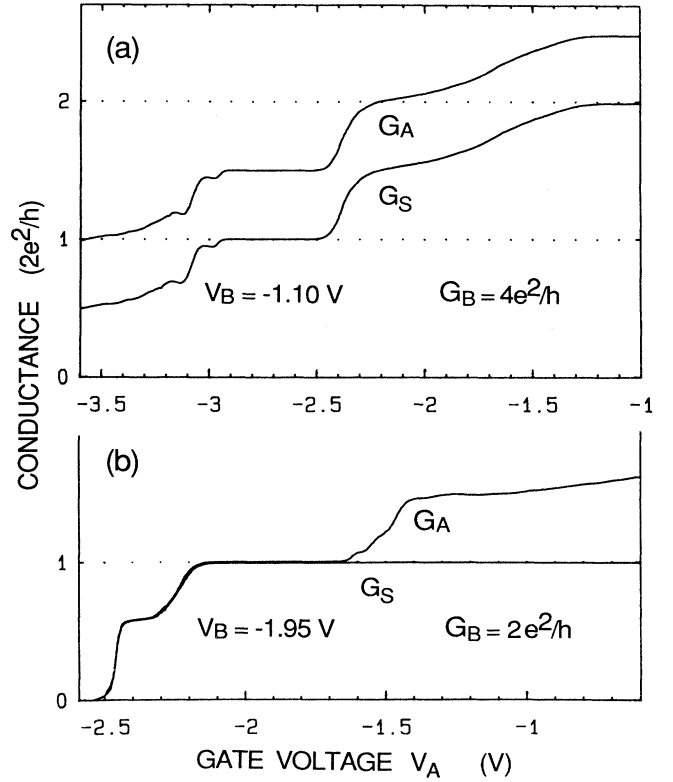 (a)
2
GA
GS
1
VB = -1.10 V GB = 4e²/h
0
-3.5 -3 -2.5 -2 -1.5 -1
CONDUCTANCE (2e²/h)
(b)
GA
1
GS
VB = -1.95 V GB = 2e²/h
0
-2.5 -2 -1.5 -1
GATE VOLTAGE VA (V)